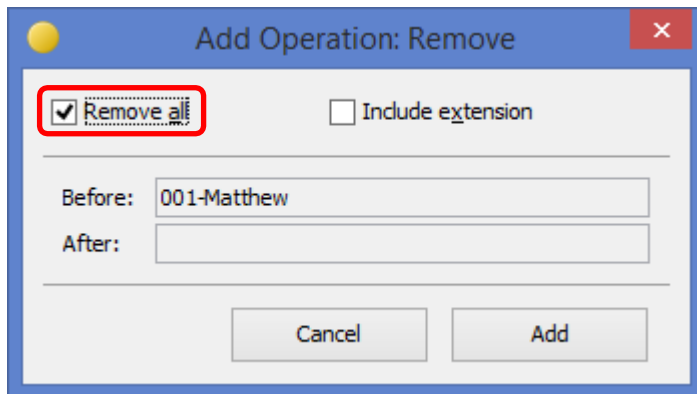 Add Operation: Remove
Remove all
Include extension
Before: 001-Matthew
After:
Cancel
Add